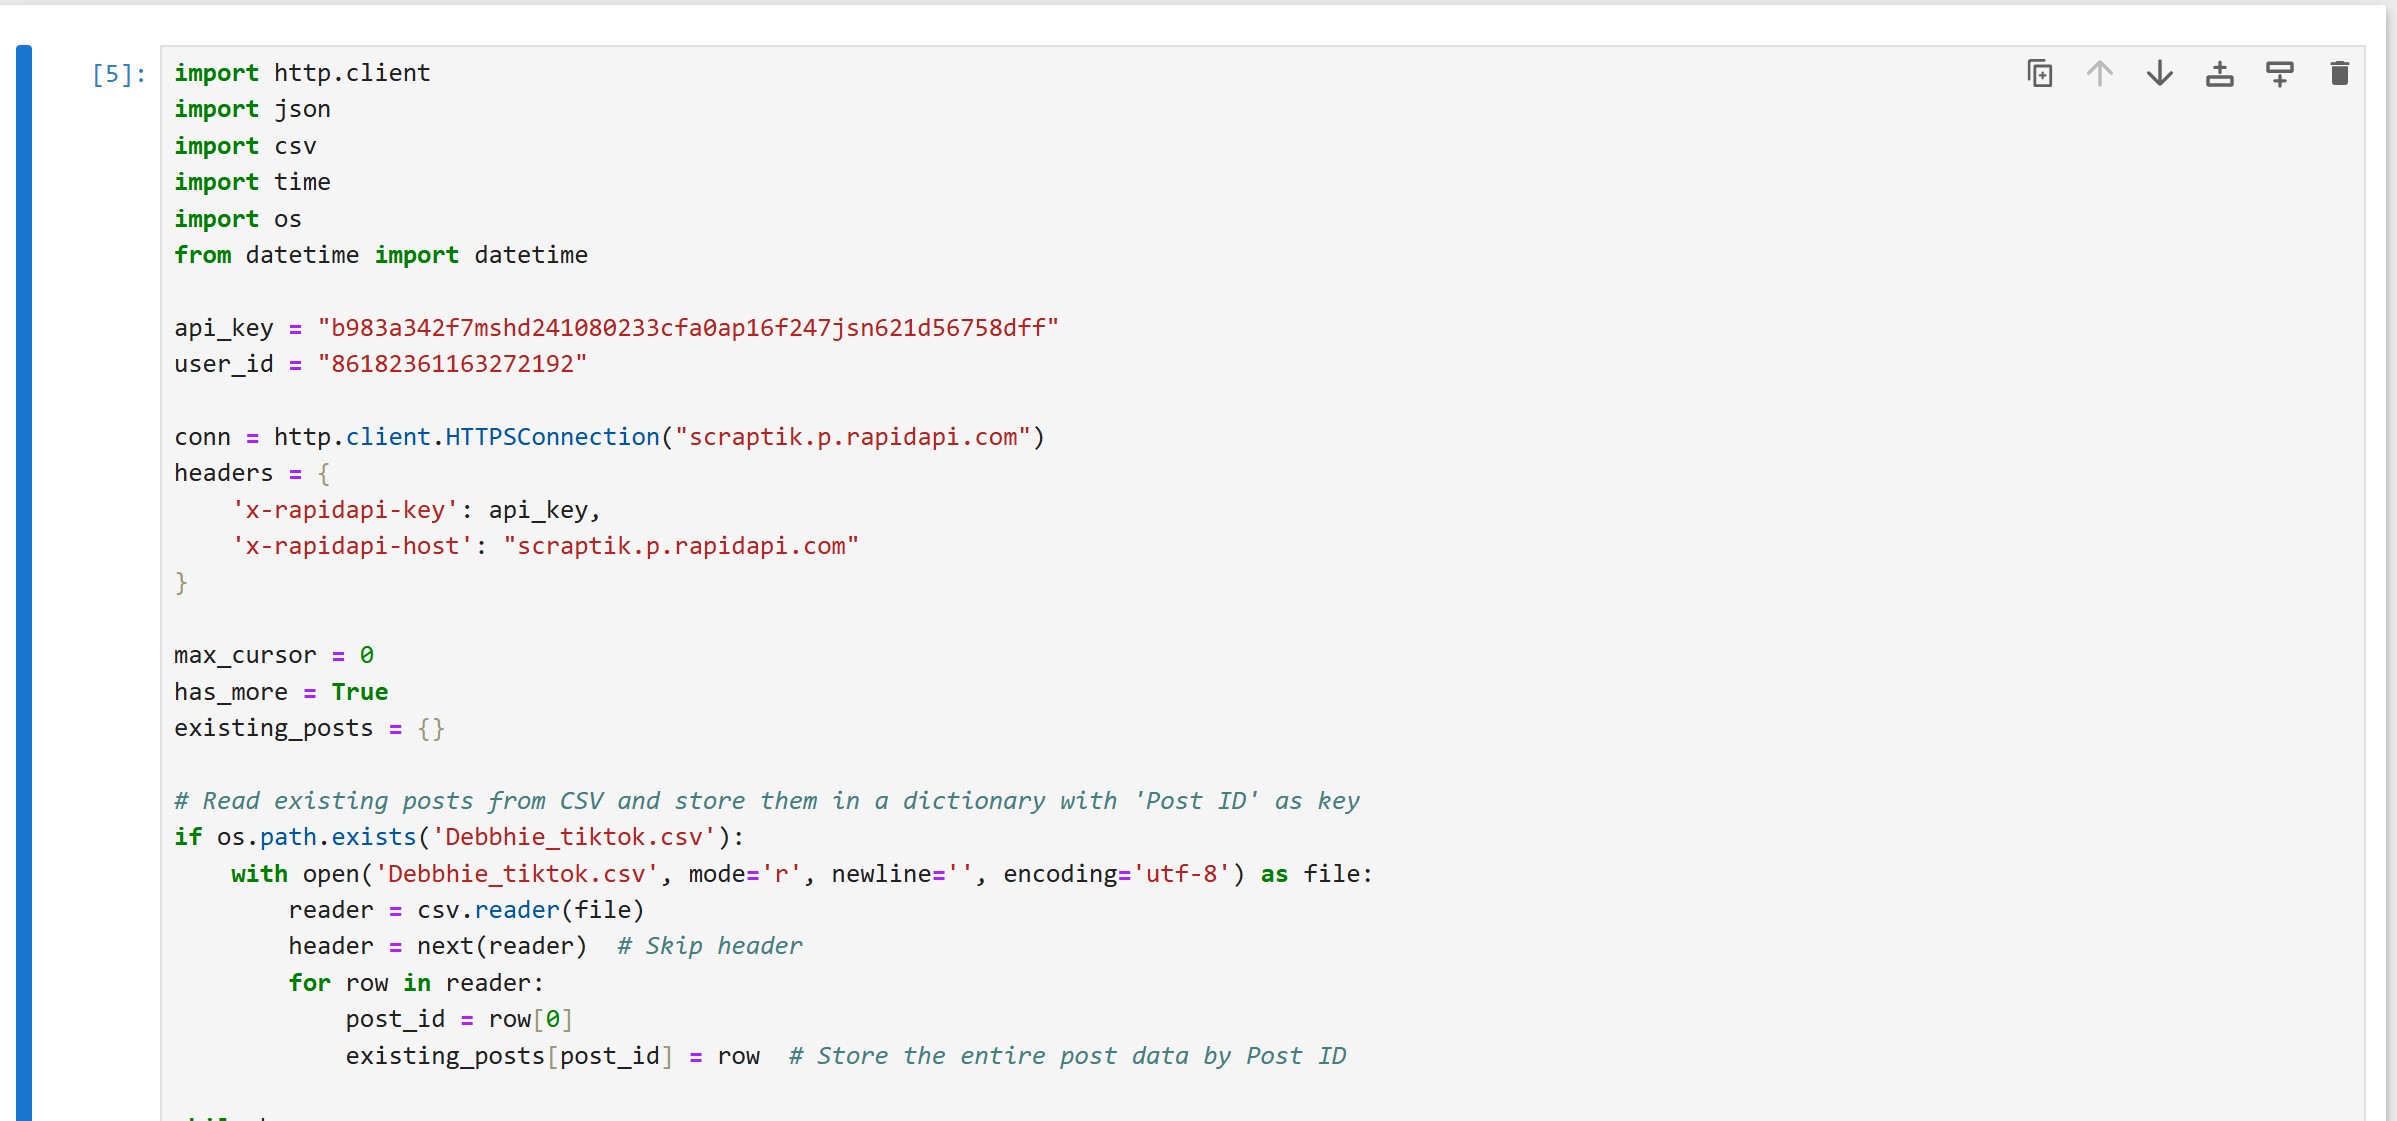 [5]:
import http.client
import json
import csv
import time
import os
from datetime import datetime
api_key = "b983a342f7mshd241080233cfa0ap16f247jsn621d56758dff"
user_id = "86182361163272192"
conn = http.client.HTTPSConnection("scraptik.p.rapidapi.com")
headers = {
    'x-rapidapi-key': api_key,
    'x-rapidapi-host': "scraptik.p.rapidapi.com"
}
max_cursor = 0
has_more = True
existing_posts = {}
# Read existing posts from CSV and store them in a dictionary with 'Post ID' as key
if os.path.exists('Debbhie_tiktok.csv'):
    with open('Debbhie_tiktok.csv', mode='r', newline='', encoding='utf-8') as file:
        reader = csv.reader(file)
        header = next(reader)  # Skip header
        for row in reader:
            post_id = row[0]
            existing_posts[post_id] = row  # Store the entire post data by Post ID